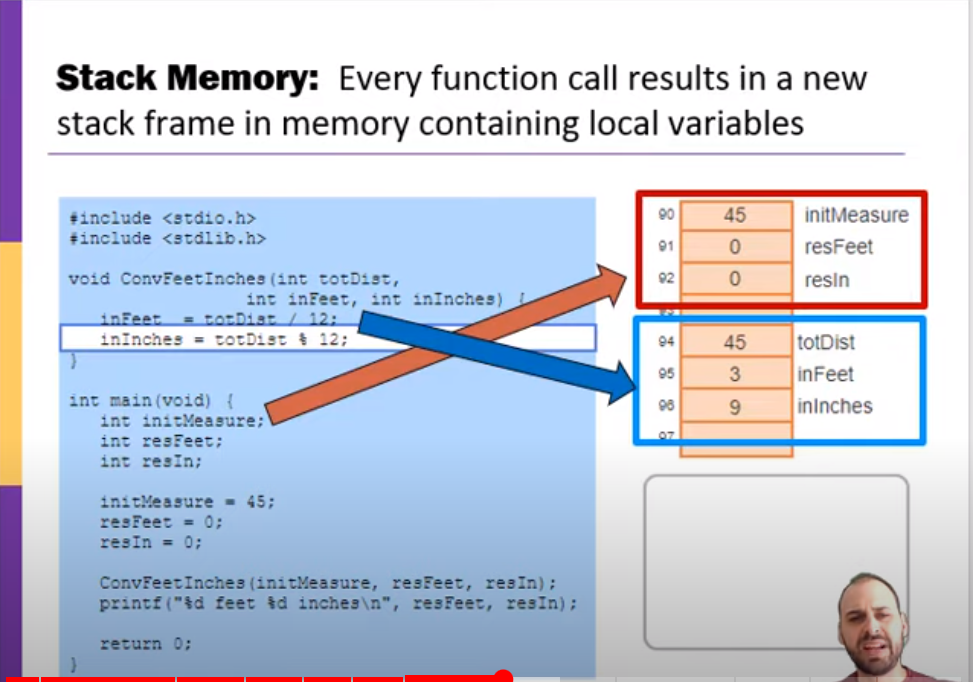 Stack Memory: Every function call results in a new
stack frame in memory containing local variables
#include <stdio.h>
#include <stdlib.h>
void ConvFeetInches(int totDist,
int inFeet, int inInches) {
inFeet = totDist / 12;
inInches = totDist % 12;
}
int main(void) {
int initMeasure;
int resFeet;
int resIn;
initMeasure = 45;
resFeet = 0;
resIn = 0;
ConvFeetInches(initMeasure, resFeet, resIn);
printf("%d feet %d inches\n", resFeet, resIn);
return 0;
}
90 45 initMeasure
91 0 resFeet
92 0 resIn
93
94 45 totDist
95 3 inFeet
96 9 inInches
97